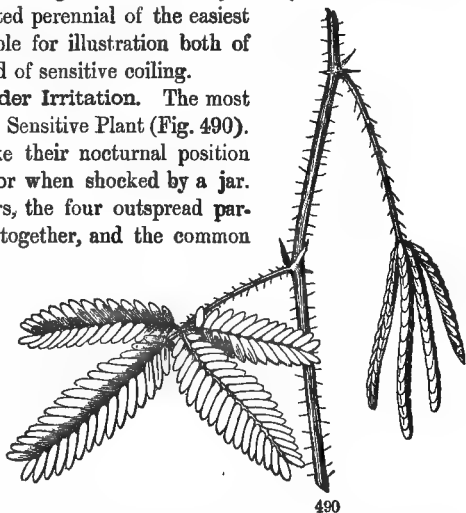 ted perennial of the easiest
ble for illustration both of
d of sensitive coiling.
der Irritation. The most
Sensitive Plant (Fig. 490).
ke their nocturnal position
or when shocked by a jar.
rs, the four outspread par-
together, and the common
490